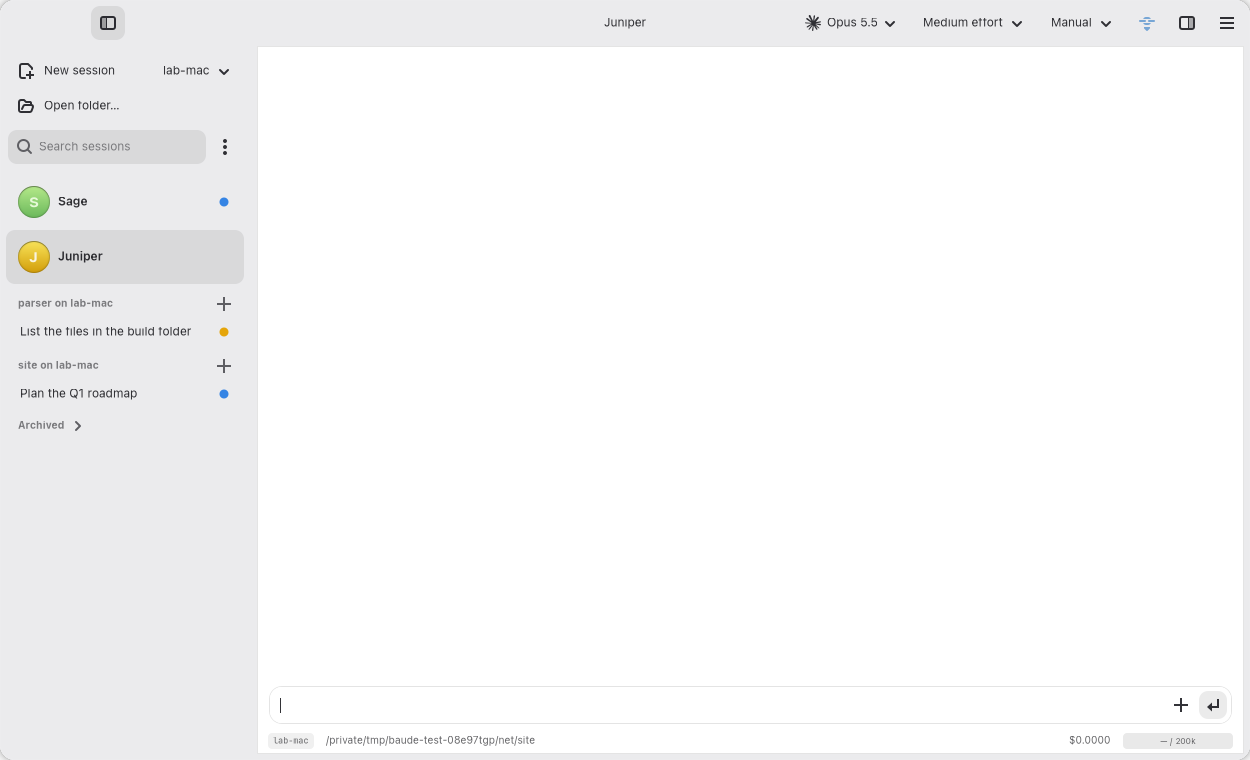 Juniper
Opus 5.5
Medium effort
Manual
New session
lab-mac
Open folder...
Search sessions
S
Sage
J
Juniper
parser on lab-mac
List the files in the build folder
site on lab-mac
Plan the Q1 roadmap
Archived
lab-mac
/private/tmp/baude-test-08e97tgp/net/site
$0.0000
— / 200k